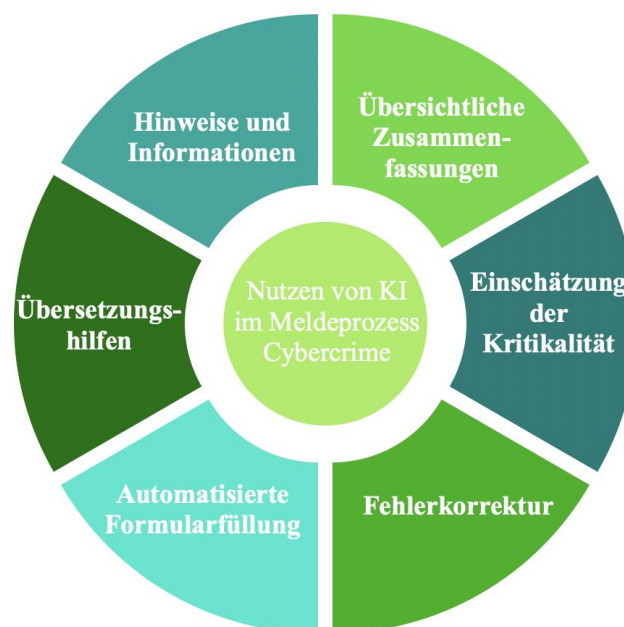 Hinweise und
Informationen
Übersichtliche
Zusammen-
fassungen
Übersetzungs-
hilfen
Nutzen von KI
im Meldeprozess
Cybercrime
Einschätzung
der
Kritikalität
Automatisierte
Formularfüllung
Fehlerkorrektur